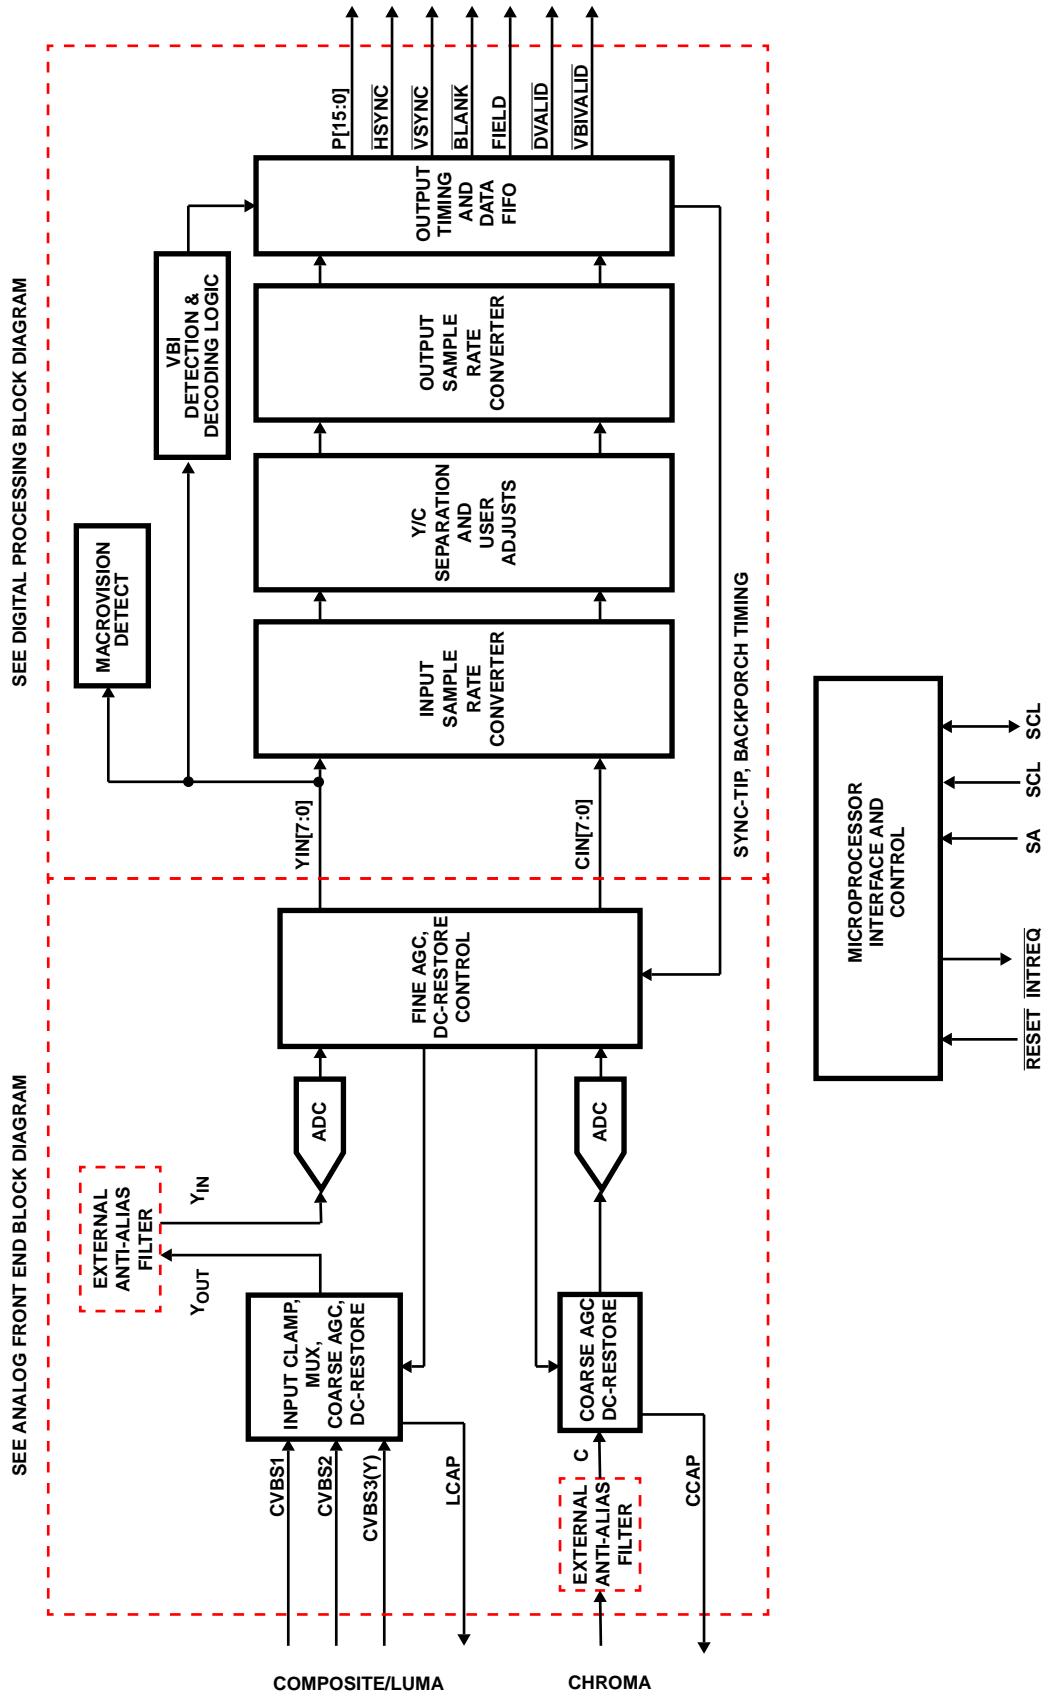 SEE ANALOG FRONT END BLOCK DIAGRAM
SEE DIGITAL PROCESSING BLOCK DIAGRAM
EXTERNAL
ANTI-ALIAS
FILTER
YOUT
YIN
MACROVISION
DETECT
VBI
DETECTION &
DECODING LOGIC
CVBS1
CVBS2
CVBS3(Y)
LCAP
COMPOSITE/LUMA
INPUT CLAMP,
MUX,
COARSE AGC,
DC-RESTORE
ADC
FINE AGC,
DC-RESTORE
CONTROL
YIN[7:0]
CIN[7:0]
INPUT
SAMPLE
RATE
CONVERTER
Y/C
SEPARATION
AND
USER
ADJUSTS
OUTPUT
SAMPLE
RATE
CONVERTER
OUTPUT
TIMING
AND
DATA
FIFO
P[15:0]
HSYNC
VSYNC
BLANK
FIELD
DVALID
VBIVALID
CHROMA
EXTERNAL
ANTI-ALIAS
FILTER
C
COARSE AGC
DC-RESTORE
ADC
CCAP
SYNC-TIP, BACKPORCH TIMING
MICROPROCESSOR
INTERFACE AND
CONTROL
RESET
INTREQ
SA
SCL
SCL